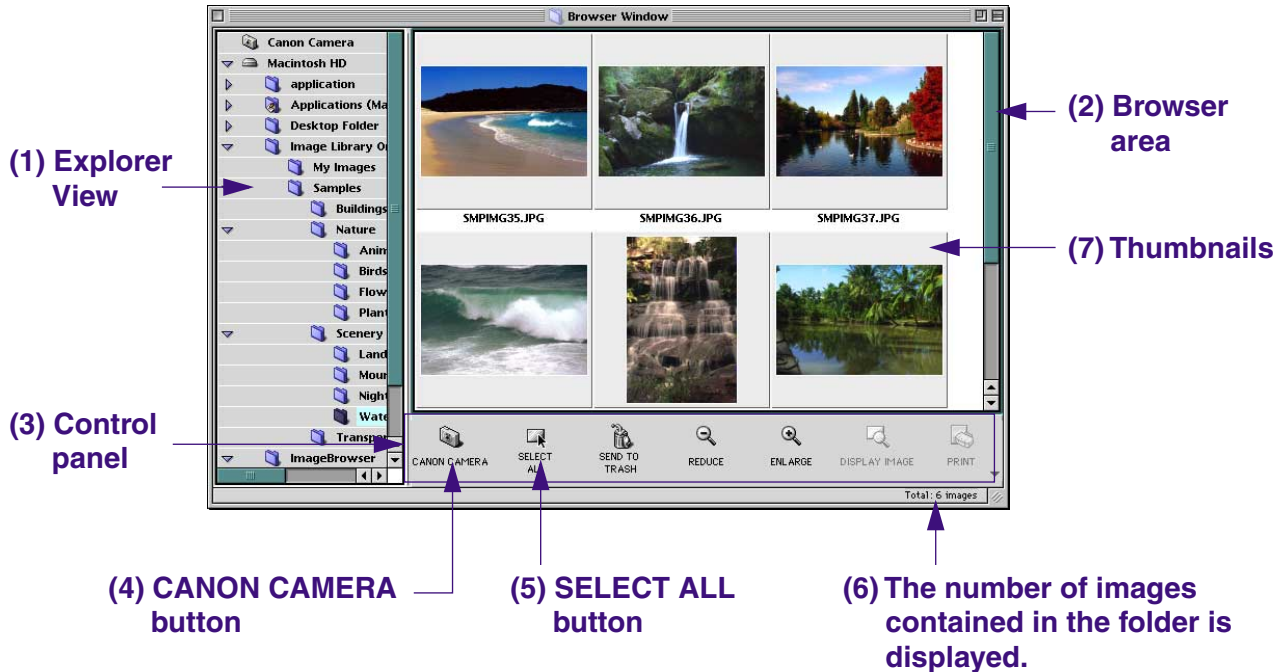 Browser Window
Canon Camera
Macintosh HD
application
Applications (Ma
Desktop Folder
Image Library On
My Images
Samples
Buildings
Nature
Anim
Birds
Flow
Plant
Scenery
Land
Mour
Night
Wate
Transpor
ImageBrowser
SMPIMG35.JPG
SMPIMG36.JPG
SMPIMG37.JPG
CANON CAMERA
SELECT
ALL
SEND TO
TRASH
REDUCE
ENLARGE
DISPLAY IMAGE
PRINT
Total: 6 images
(1) Explorer
View
(2) Browser
area
(7) Thumbnails
(3) Control
panel
(4) CANON CAMERA
button
(5) SELECT ALL
button
(6) The number of images
contained in the folder is
displayed.